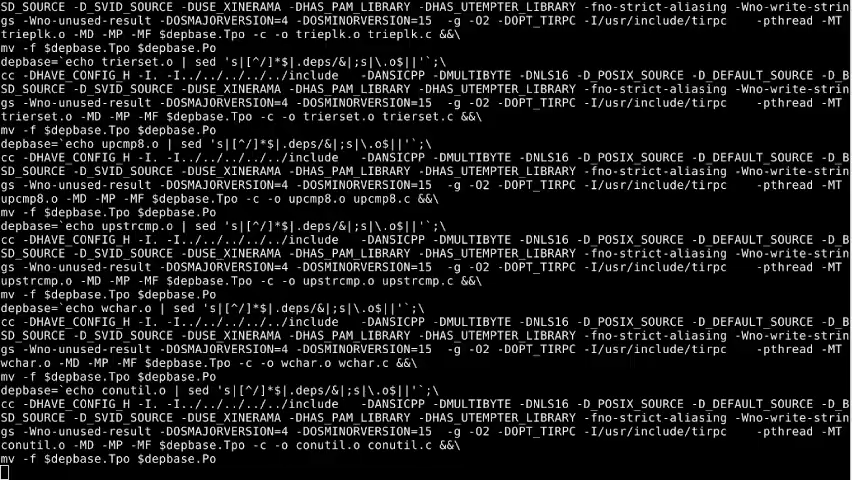 SD_SOURCE -D_SVID_SOURCE -DUSE_XINERAMA -DHAS_PAM_LIBRARY -DHAS_UTEMPTER_LIBRARY -fno-strict-aliasing -Wno-write-strin
gs -Wno-unused-result -DOSMAJORVERSION=4 -DOSMINORVERSION=15  -g -O2 -DOPT_TIRPC -I/usr/include/tirpc     -pthread -MT
trieplk.o -MD -MP -MF $depbase.Tpo -c -o trieplk.o trieplk.c &&\
mv -f $depbase.Tpo $depbase.Po
depbase=`echo trierset.o | sed 's|[^/]*$|.deps/&|;s|\.o$||'`;\
cc -DHAVE_CONFIG_H -I. -I../../../../include   -DANSICPP -DMULTIBYTE -DNLS16 -D_POSIX_SOURCE -D_DEFAULT_SOURCE -D_B
SD_SOURCE -D_SVID_SOURCE -DUSE_XINERAMA -DHAS_PAM_LIBRARY -DHAS_UTEMPTER_LIBRARY -fno-strict-aliasing -Wno-write-strin
gs -Wno-unused-result -DOSMAJORVERSION=4 -DOSMINORVERSION=15  -g -O2 -DOPT_TIRPC -I/usr/include/tirpc     -pthread -MT
trierset.o -MD -MP -MF $depbase.Tpo -c -o trierset.o trierset.c &&\
mv -f $depbase.Tpo $depbase.Po
depbase=`echo upcmp8.o | sed 's|[^/]*$|.deps/&|;s|\.o$||'`;\
cc -DHAVE_CONFIG_H -I. -I../../../../include   -DANSICPP -DMULTIBYTE -DNLS16 -D_POSIX_SOURCE -D_DEFAULT_SOURCE -D_B
SD_SOURCE -D_SVID_SOURCE -DUSE_XINERAMA -DHAS_PAM_LIBRARY -DHAS_UTEMPTER_LIBRARY -fno-strict-aliasing -Wno-write-strin
gs -Wno-unused-result -DOSMAJORVERSION=4 -DOSMINORVERSION=15  -g -O2 -DOPT_TIRPC -I/usr/include/tirpc     -pthread -MT
upcmp8.o -MD -MP -MF $depbase.Tpo -c -o upcmp8.o upcmp8.c &&\
mv -f $depbase.Tpo $depbase.Po
depbase=`echo upstrcmp.o | sed 's|[^/]*$|.deps/&|;s|\.o$||'`;\
cc -DHAVE_CONFIG_H -I. -I../../../../include   -DANSICPP -DMULTIBYTE -DNLS16 -D_POSIX_SOURCE -D_DEFAULT_SOURCE -D_B
SD_SOURCE -D_SVID_SOURCE -DUSE_XINERAMA -DHAS_PAM_LIBRARY -DHAS_UTEMPTER_LIBRARY -fno-strict-aliasing -Wno-write-strin
gs -Wno-unused-result -DOSMAJORVERSION=4 -DOSMINORVERSION=15  -g -O2 -DOPT_TIRPC -I/usr/include/tirpc     -pthread -MT
upstrcmp.o -MD -MP -MF $depbase.Tpo -c -o upstrcmp.o upstrcmp.c &&\
mv -f $depbase.Tpo $depbase.Po
depbase=`echo wchar.o | sed 's|[^/]*$|.deps/&|;s|\.o$||'`;\
cc -DHAVE_CONFIG_H -I. -I../../../../include   -DANSICPP -DMULTIBYTE -DNLS16 -D_POSIX_SOURCE -D_DEFAULT_SOURCE -D_B
SD_SOURCE -D_SVID_SOURCE -DUSE_XINERAMA -DHAS_PAM_LIBRARY -DHAS_UTEMPTER_LIBRARY -fno-strict-aliasing -Wno-write-strin
gs -Wno-unused-result -DOSMAJORVERSION=4 -DOSMINORVERSION=15  -g -O2 -DOPT_TIRPC -I/usr/include/tirpc     -pthread -MT
wchar.o -MD -MP -MF $depbase.Tpo -c -o wchar.o wchar.c &&\
mv -f $depbase.Tpo $depbase.Po
depbase=`echo conutil.o | sed 's|[^/]*$|.deps/&|;s|\.o$||'`;\
cc -DHAVE_CONFIG_H -I. -I../../../../include   -DANSICPP -DMULTIBYTE -DNLS16 -D_POSIX_SOURCE -D_DEFAULT_SOURCE -D_B
SD_SOURCE -D_SVID_SOURCE -DUSE_XINERAMA -DHAS_PAM_LIBRARY -DHAS_UTEMPTER_LIBRARY -fno-strict-aliasing -Wno-write-strin
gs -Wno-unused-result -DOSMAJORVERSION=4 -DOSMINORVERSION=15  -g -O2 -DOPT_TIRPC -I/usr/include/tirpc     -pthread -MT
conutil.o -MD -MP -MF $depbase.Tpo -c -o conutil.o conutil.c &&\
mv -f $depbase.Tpo $depbase.Po